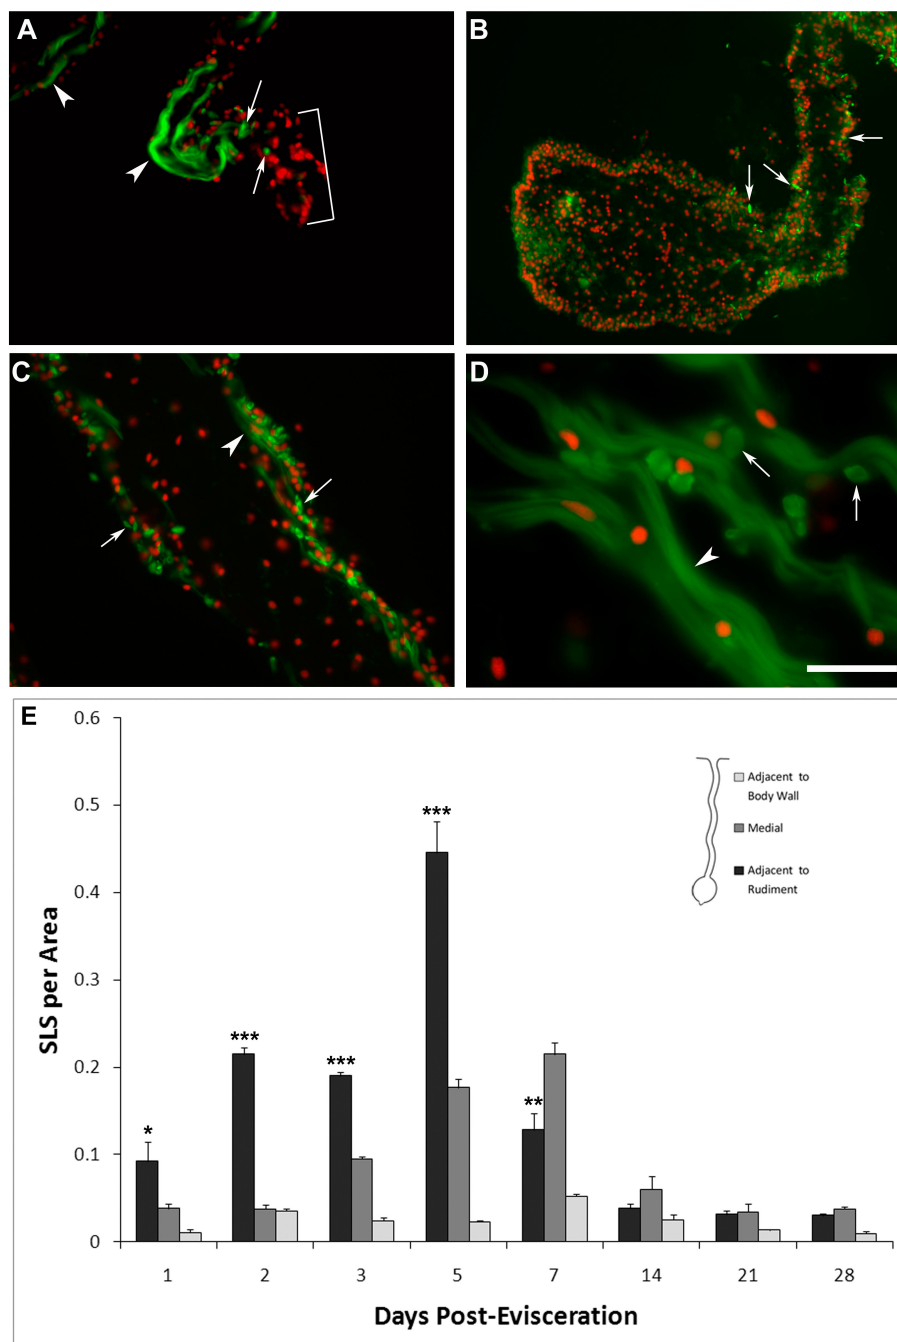 A
B
C
D
E
0.6
0.5
0.4
0.3
0.2
0.1
0
SLS per Area
*
***
***
***
**
Adjacent to
Body Wall
Medial
Adjacent to
Rudiment
1 2 3 5 7 14 21 28
Days Post-Evisceration